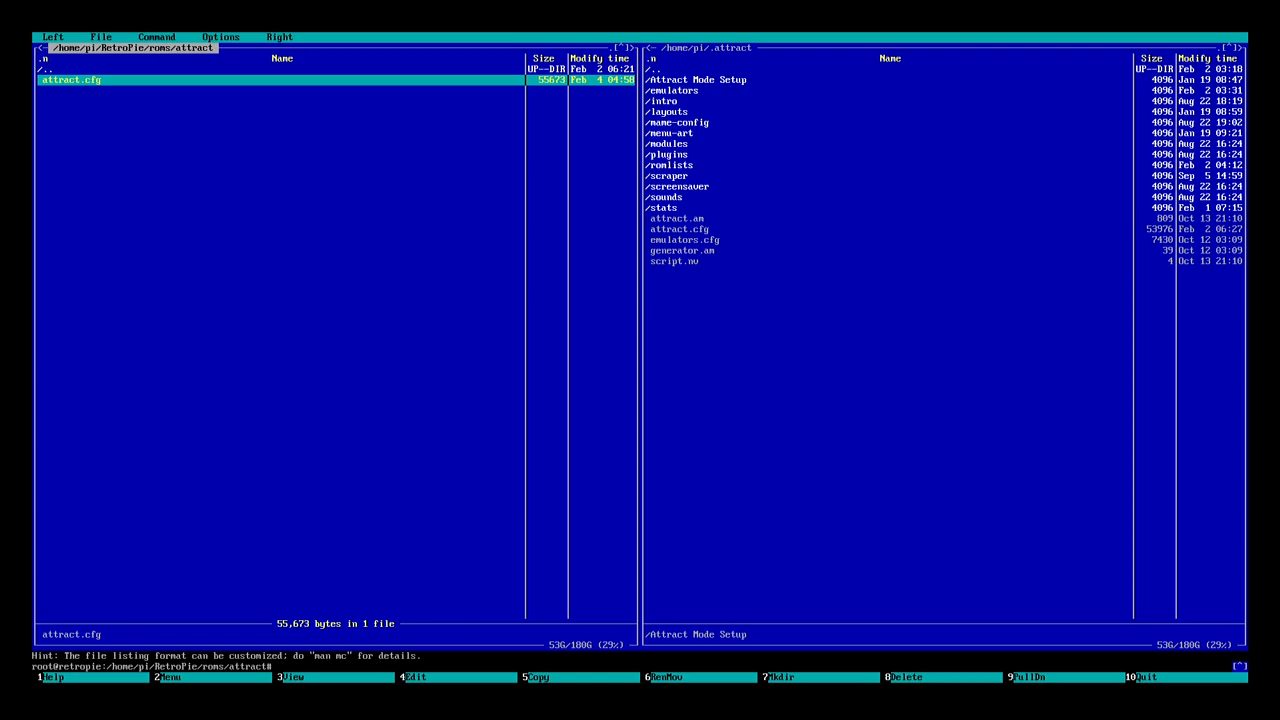 Left File Command Options Right
<- /home/pi/RetroPie/roms/attract .[^]>
.n Name Size Modify time
/.. UP--DIR Feb 2 06:21
attract.cfg 55673 Feb 4 04:58
55,673 bytes in 1 file
attract.cfg
53G/180G (29%)
<- /home/pi/.attract .[^]>
.n Name Size Modify time
/.. UP--DIR Feb 2 03:18
/Attract Mode Setup 4096 Jan 19 08:47
/emulators 4096 Feb 2 03:31
/intro 4096 Aug 22 18:19
/layouts 4096 Jan 19 08:59
/mame-config 4096 Aug 22 19:02
/menu-art 4096 Jan 19 09:21
/modules 4096 Aug 22 16:24
/plugins 4096 Aug 22 16:24
/romlists 4096 Feb 2 04:12
/scraper 4096 Sep 5 14:59
/screensaver 4096 Aug 22 16:24
/sounds 4096 Aug 22 16:24
/stats 4096 Feb 1 07:15
attract.am 809 Oct 13 21:10
attract.cfg 53976 Feb 2 06:27
emulators.cfg 7430 Oct 12 03:09
generator.am 39 Oct 12 03:09
script.nv 4 Oct 13 21:10
/Attract Mode Setup
53G/180G (29%)
Hint: The file listing format can be customized; do "man mc" for details.
root@retropie:/home/pi/RetroPie/roms/attract# [^]
1Help 2Menu 3View 4Edit 5Copy 6RenMov 7Mkdir 8Delete 9PullDn 10Quit